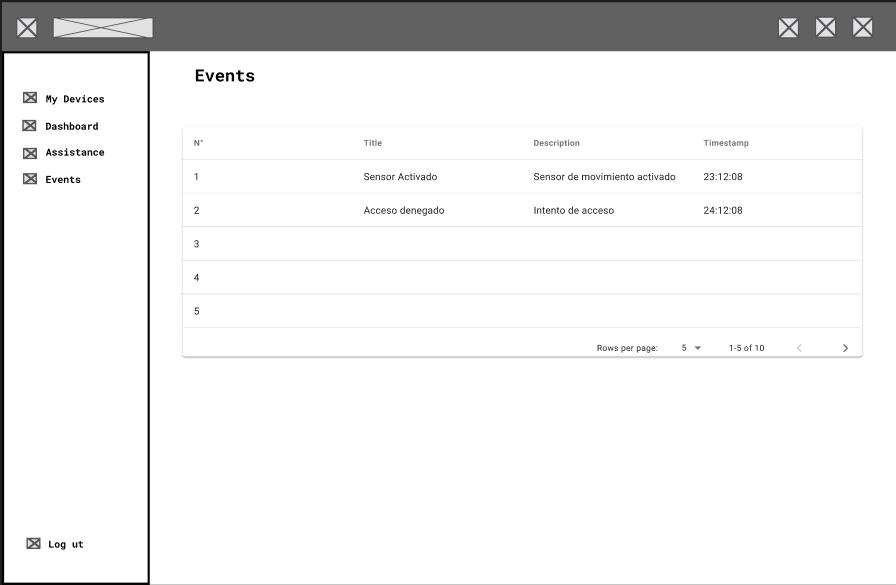 Events
My Devices
Dashboard
Assistance
Events
N° Title Description Timestamp
1 Sensor Activado Sensor de movimiento activado 23:12:08
2 Acceso denegado Intento de acceso 24:12:08
3
4
5
Rows per page: 5 1-5 of 10
Log ut